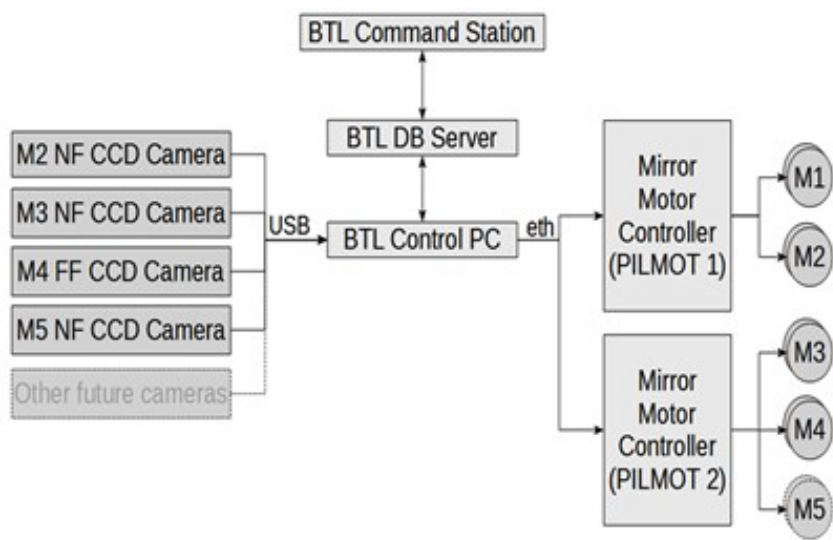 BTL Command Station
BTL DB Server
M2 NF CCD Camera
M3 NF CCD Camera
M4 FF CCD Camera
M5 NF CCD Camera
Other future cameras
USB
BTL Control PC
eth
Mirror
Motor
Controller
(PILMOT 1)
M1
M2
Mirror
Motor
Controller
(PILMOT 2)
M3
M4
M5